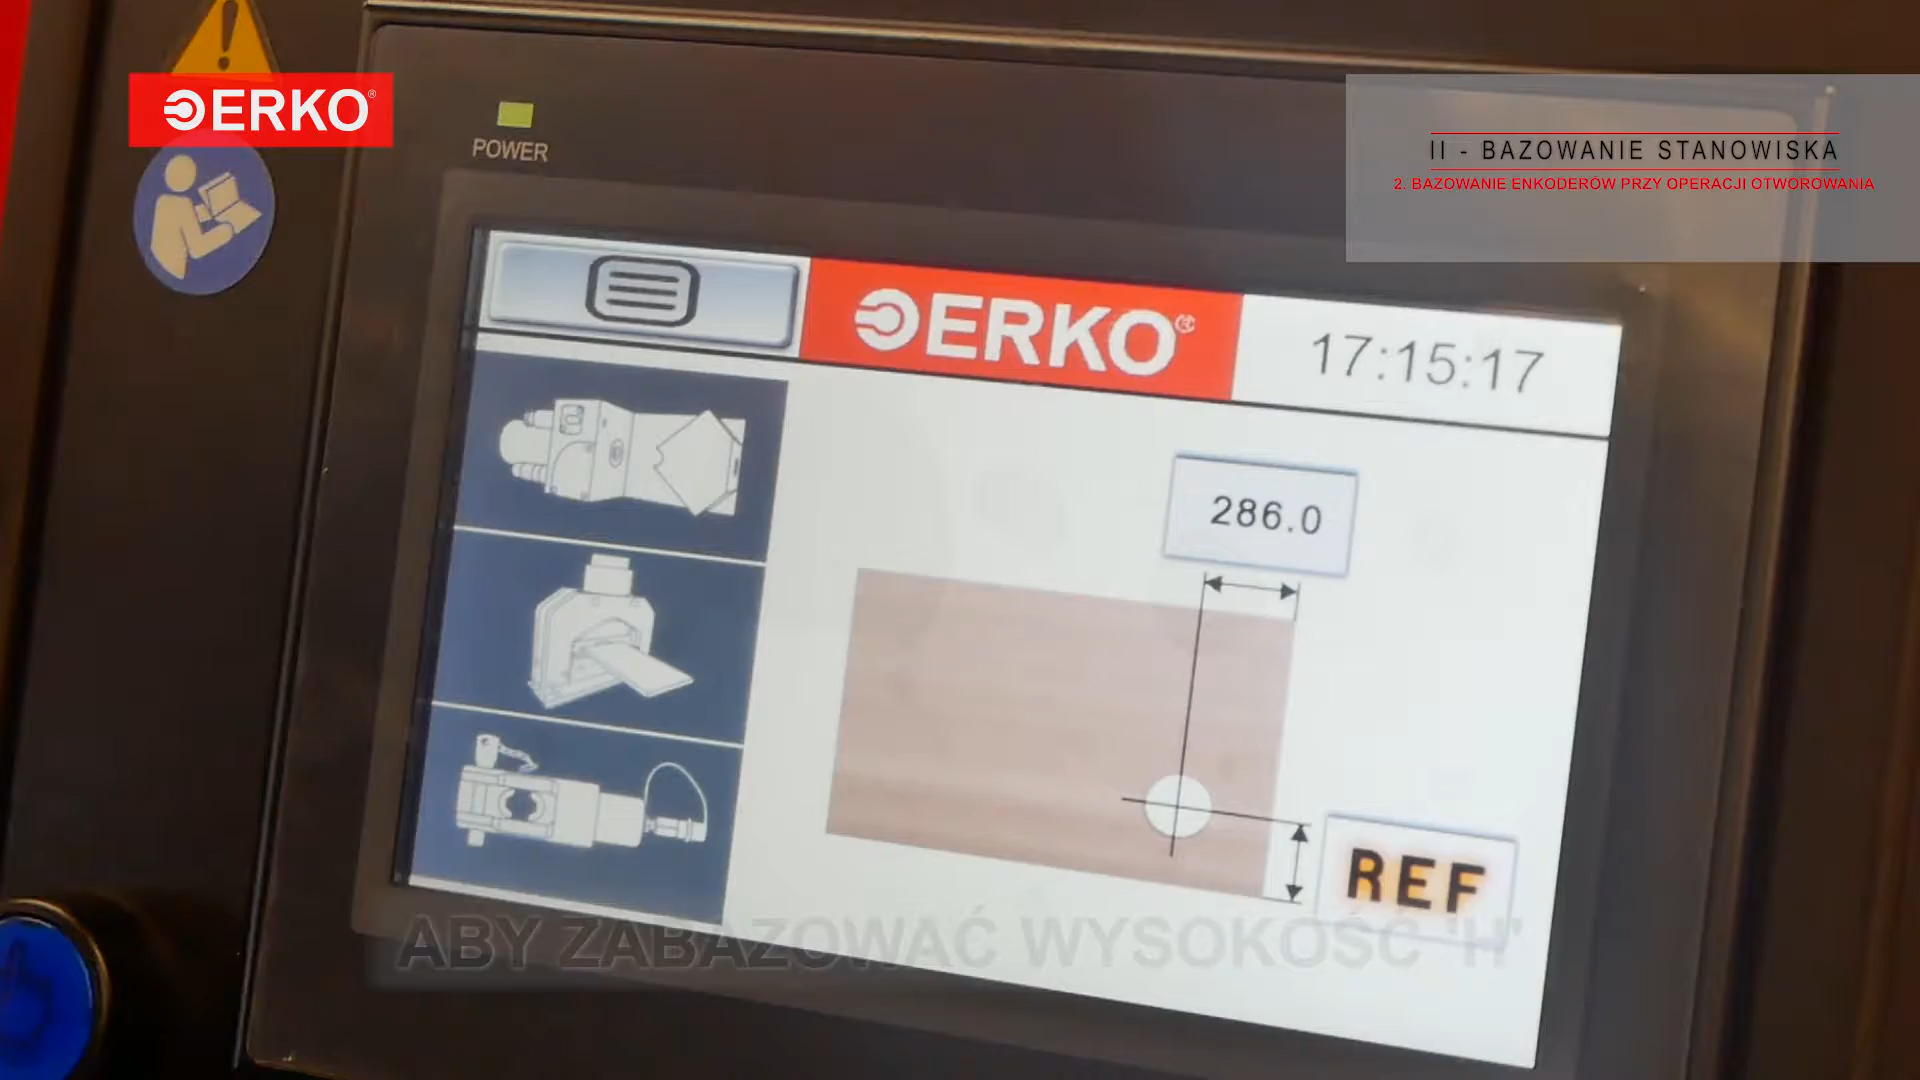 ERKO®
POWER
II - BAZOWANIE STANOWISKA
2. BAZOWANIE ENKODERÓW PRZY OPERACJI OTWOROWANIA
ERKO®
17:15:17
286.0
REF
ABY ZABAZOWAĆ WYSOKOŚĆ 'H'